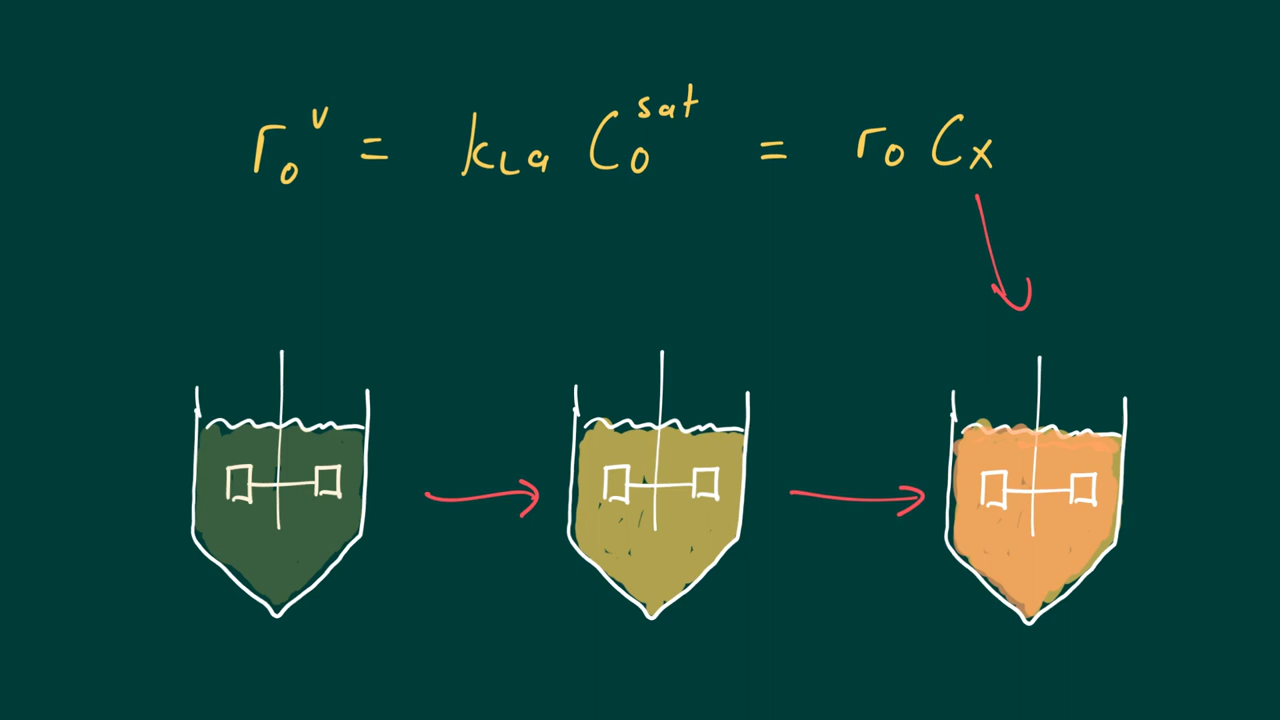 r₀ᵛ = kLa C₀ˢᵃᵗ = r₀ Cₓ